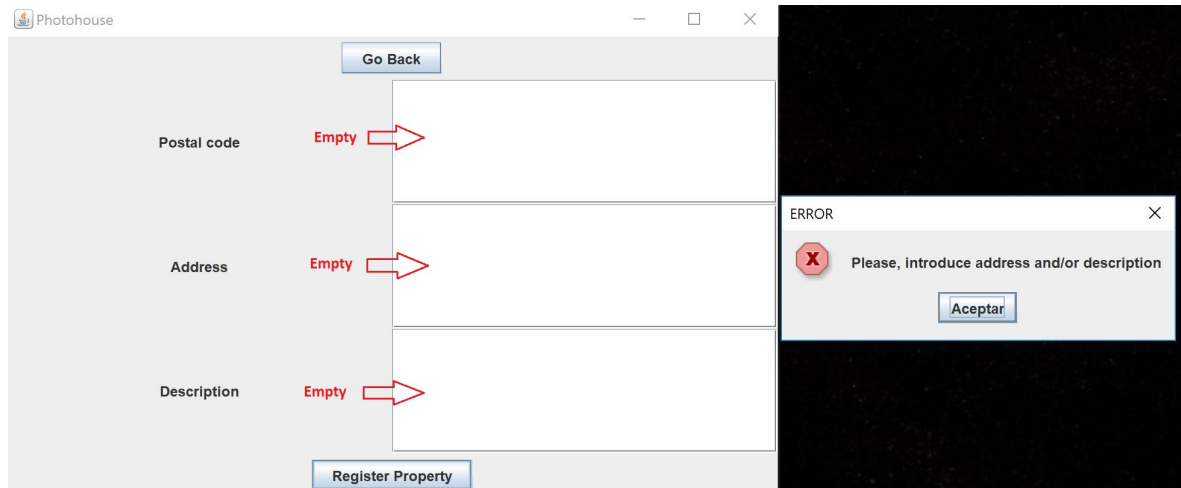 Photohouse
Go Back
Postal code
Empty
Address
Empty
Description
Empty
Register Property
ERROR
X
Please, introduce address and/or description
Aceptar